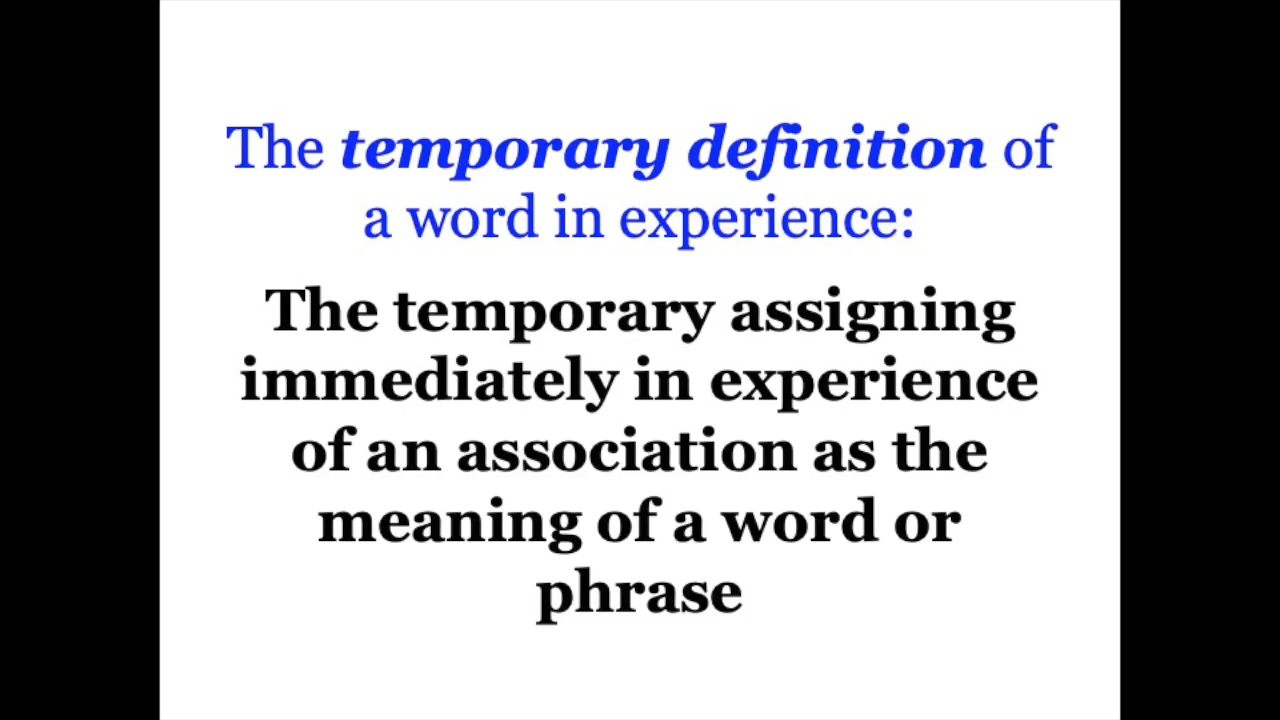 The temporary definition of
a word in experience:
The temporary assigning
immediately in experience
of an association as the
meaning of a word or
phrase